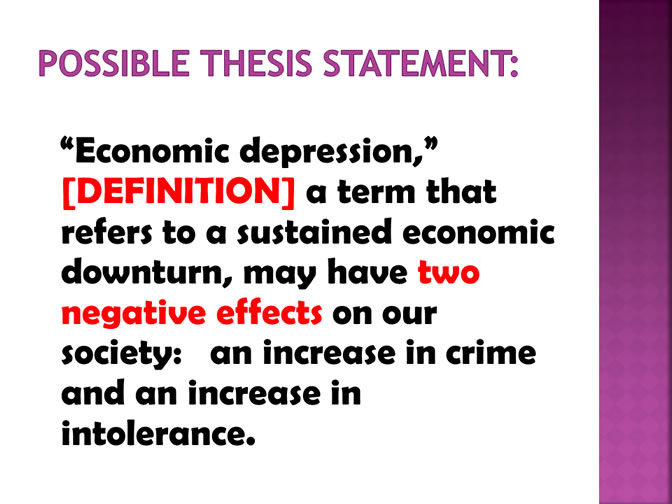 POSSIBLE THESIS STATEMENT:
“Economic depression,”
[DEFINITION] a term that
refers to a sustained economic
downturn, may have two
negative effects on our
society:   an increase in crime
and an increase in
intolerance.